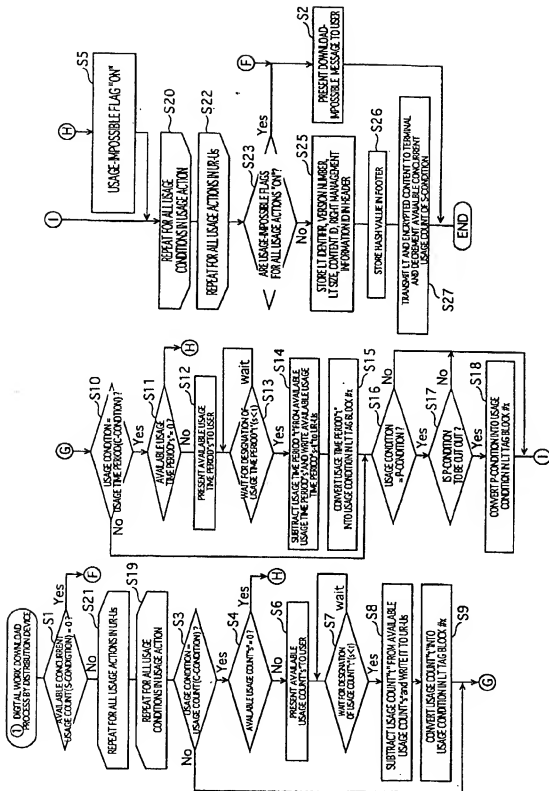 ① DIGITAL WORK DOWNLOAD
PROCESS BY DISTRIBUTION DEVICE
S1
AVAILABLE CONCURRENT
USAGE COUNT(S-CONDITION) = 0 ?
Yes
F
No
S21
REPEAT FOR ALL USAGE ACTIONS IN UR-Us
S19
REPEAT FOR ALL USAGE
CONDITIONS IN USAGE ACTION
S3
USAGE CONDITION =
USAGE COUNT(C-CONDITION) ?
No
Yes
S4
AVAILABLE USAGE COUNT"s"=0 ?
Yes
H
No
S6
PRESENT AVAILABLE
USAGE COUNT"s" TO USER
S7
WAIT FOR DESIGNATION
OF USAGE COUNT"t"
wait
Yes
S8
SUBTRACT USAGE COUNT"t" FROM AVAILABLE
USAGE COUNT"s" AND WRITE IT TO UR-Us
S9
CONVERT USAGE COUNT"t" INTO
USAGE CONDITION IN LT TAG BLOCK #x
G
G
S10
USAGE CONDITION =
USAGE TIME PERIOD(C-CONDITION) ?
No
Yes
S11
AVAILABLE USAGE
TIME PERIOD"s"= 0 ?
Yes
H
No
S12
PRESENT AVAILABLE USAGE
TIME PERIOD"s" TO USER
S13
WAIT FOR DESIGNATION OF
USAGE TIME PERIOD"t"
wait
Yes
S14
SUBTRACT USAGE TIME PERIOD"t" FROM AVAILABLE
USAGE TIME PERIOD"s" AND WRITE AVAILABLE USAGE
TIME PERIOD"s-t" to UR-Us
S15
CONVERT USAGE TIME PERIOD"t"
INTO USAGE CONDITION IN LT TAG BLOCK #x
S16
USAGE CONDITION
=P-CONDITION ?
No
Yes
S17
IS P-CONDITION
TO BE CUT OUT ?
No
Yes
S18
CONVERT P-CONDITION INTO USAGE
CONDITION IN LT TAG BLOCK #x
I
I
H
S5
USAGE-IMPOSSIBLE FLAG "ON"
S20
REPEAT FOR ALL USAGE
CONDITIONS IN USAGE ACTION
S22
REPEAT FOR ALL USAGE ACTIONS IN UR-Us
S23
ARE USAGE-IMPOSSIBLE FLAGS
FOR ALL USAGE ACTIONS "ON"?
Yes
F
S2
PRESENT DOWNLOAD-
IMPOSSIBLE MESSAGE TO USER
No
S25
STORE LT IDENTIFIER, VERSION NUMBER,
LT SIZE, CONTENT ID, RIGHT MANAGEMENT
INFORMATION ID IN HEADER
S26
STORE HASH VALUE IN FOOTER
TRANSMIT LT AND ENCRYPTED CONTENT TO TERMINAL
AND DECREMENT AVAILABLE CONCURRENT
USAGE COUNT OF S-CONDITION
S27
END